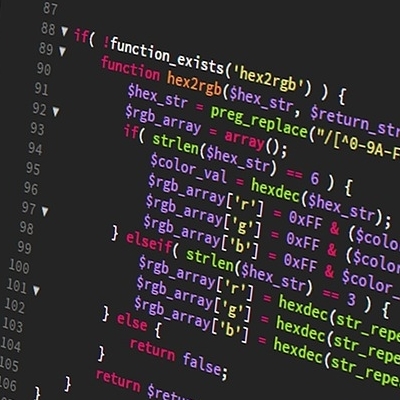 87
88 if( !function_exists('hex2rgb') ) {
89 function hex2rgb($hex_str, $return_str
90 $hex_str = preg_replace("/[^0-9A-F
91 $rgb_array = array();
92 if( strlen($hex_str) == 6 ) {
93 $color_val = hexdec($hex_str);
94 $rgb_array['r'] = 0xFF & ($colo
95 $rgb_array['g'] = 0xFF & ($colo
96 $rgb_array['b'] = 0xFF & $color
97 } elseif( strlen($hex_str) == 3 ) {
98 $rgb_array['r'] = hexdec(str_repe
99 $rgb_array['g'] = hexdec(str_repe
100 $rgb_array['b'] = hexdec(str_repe
101 } else {
102 return false;
103 }
104 return $retur
105 }
106 }